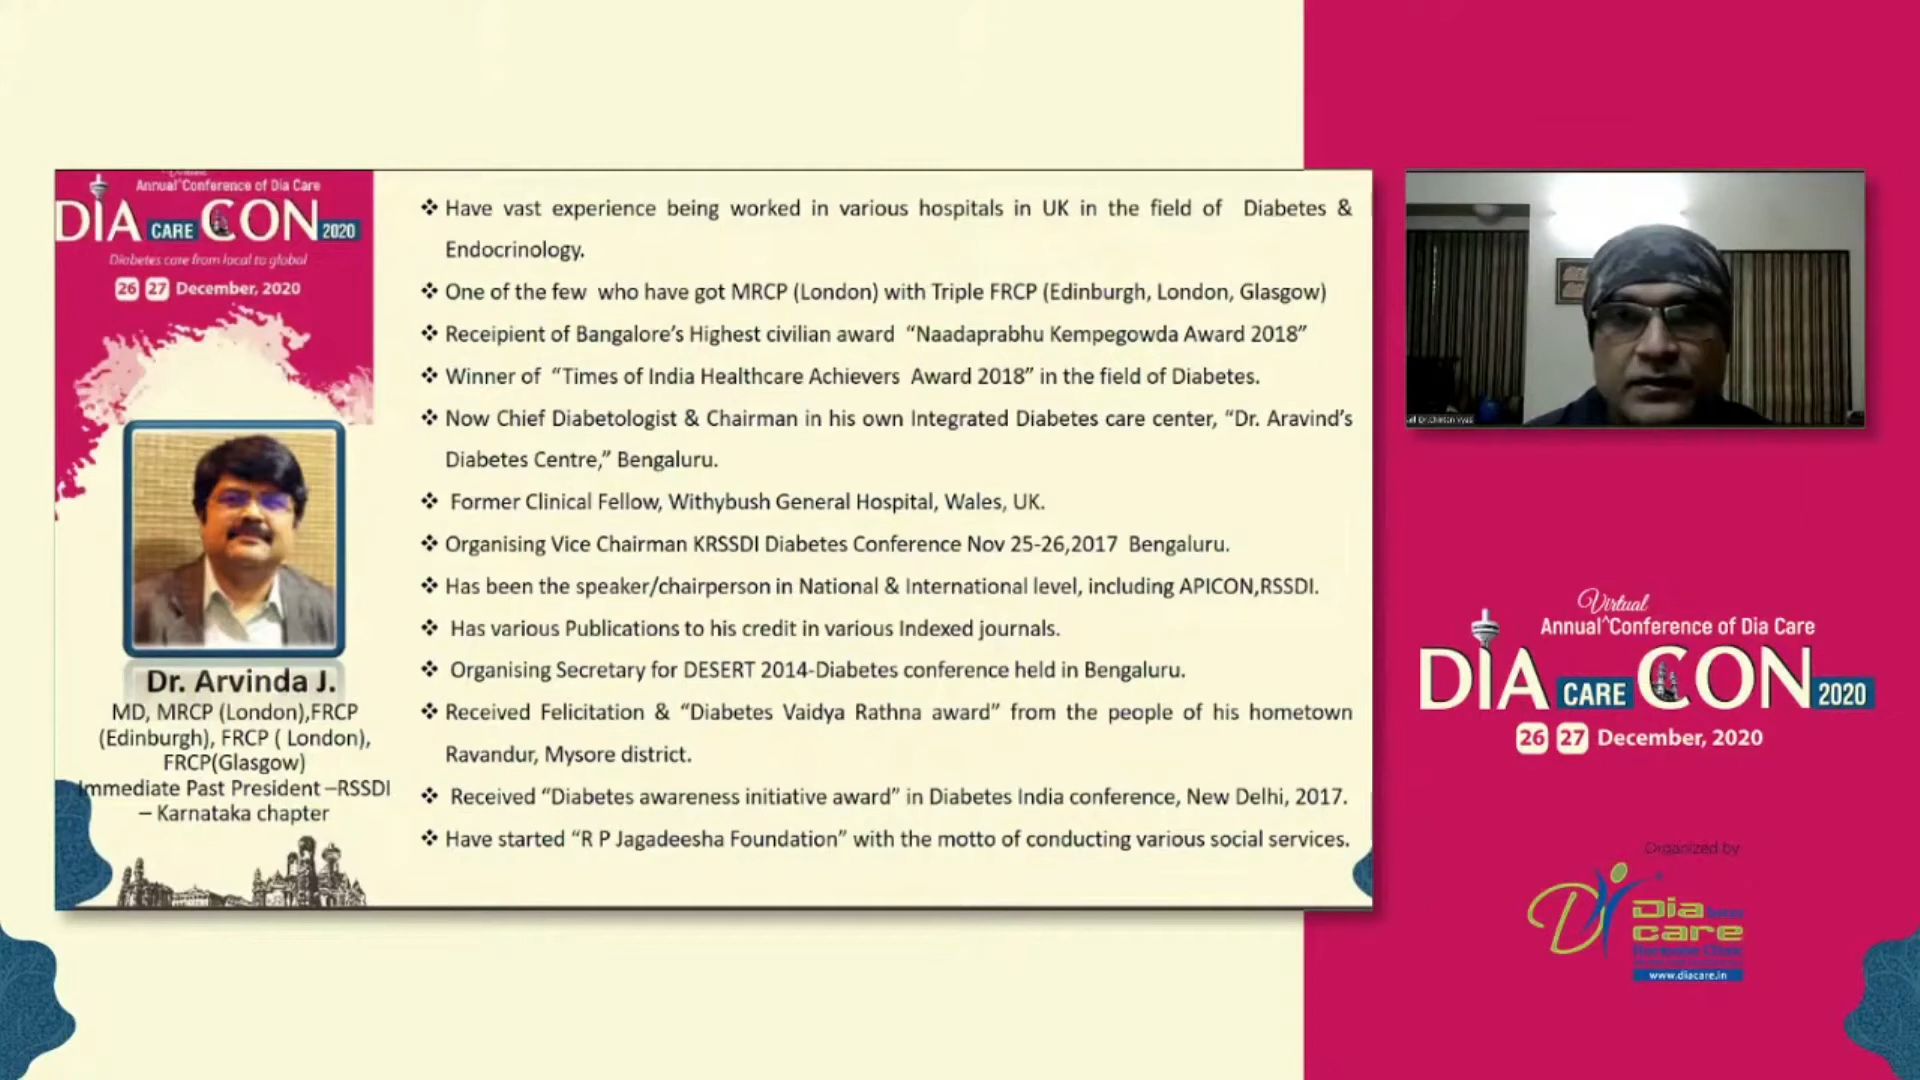 Annual^Conference of Dia Care
DIA CARE CON 2020
Diabetes care from local to global
26 27 December, 2020
Dr. Arvinda J.
MD, MRCP (London),FRCP
(Edinburgh), FRCP ( London),
FRCP(Glasgow)
Immediate Past President –RSSDI
– Karnataka chapter
❖ Have vast experience being worked in various hospitals in UK in the field of Diabetes &
Endocrinology.
❖ One of the few who have got MRCP (London) with Triple FRCP (Edinburgh, London, Glasgow)
❖ Receipient of Bangalore’s Highest civilian award “Naadaprabhu Kempegowda Award 2018”
❖ Winner of “Times of India Healthcare Achievers Award 2018” in the field of Diabetes.
❖ Now Chief Diabetologist & Chairman in his own Integrated Diabetes care center, “Dr. Aravind’s
Diabetes Centre,” Bengaluru.
❖ Former Clinical Fellow, Withybush General Hospital, Wales, UK.
❖ Organising Vice Chairman KRSSDI Diabetes Conference Nov 25-26,2017 Bengaluru.
❖ Has been the speaker/chairperson in National & International level, including APICON,RSSDI.
❖ Has various Publications to his credit in various Indexed journals.
❖ Organising Secretary for DESERT 2014-Diabetes conference held in Bengaluru.
❖ Received Felicitation & “Diabetes Vaidya Rathna award” from the people of his hometown
Ravandur, Mysore district.
❖ Received “Diabetes awareness initiative award” in Diabetes India conference, New Delhi, 2017.
❖ Have started “R P Jagadeesha Foundation” with the motto of conducting various social services.
Virtual
Annual^Conference of Dia Care
DIA CARE CON 2020
26 27 December, 2020
Organized by
Dia
care
www.diacare.in